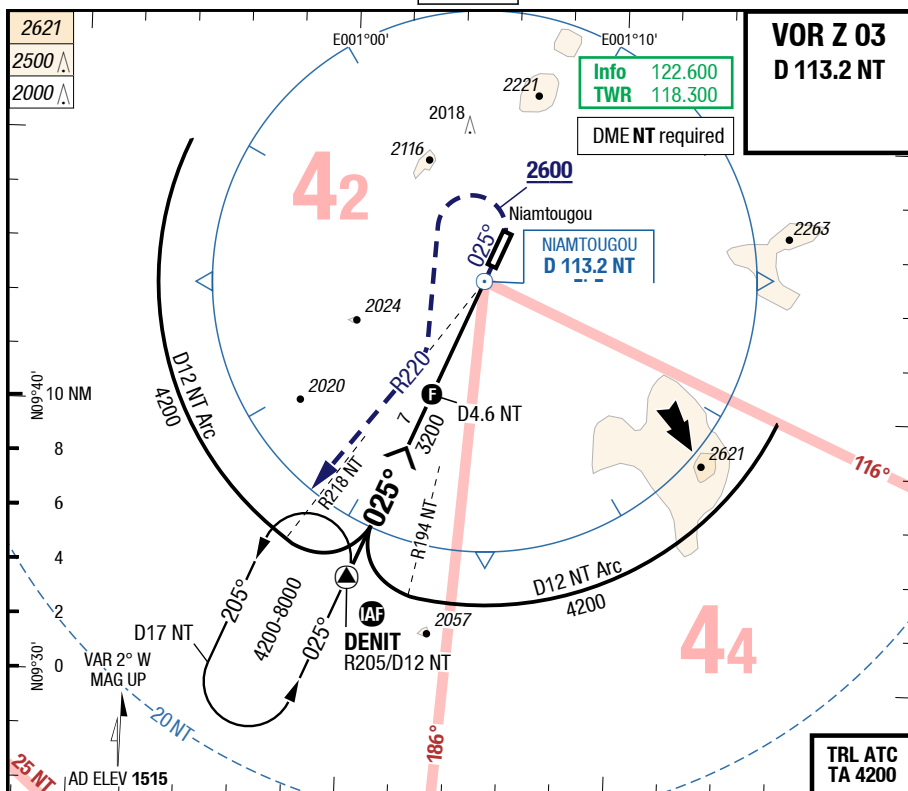 2621
2500
2000
E001°00'
E001°10'
VOR Z 03
D 113.2 NT
Info 122.600
TWR 118.300
DME NT required
2221
2018
2116
42
2600
Niamtougou
025°
NIAMTOUGOU
D 113.2 NT
2263
2024
2020
D12 NT Arc
4200
R220
7
3200
F
D4.6 NT
2621
116°
N09°40'
10 NM
8
6
4
2
0
N09°30'
R218 NT
025°
R194 NT
D12 NT Arc
4200
205°
4200-8000
025°
D17 NT
IAF
DENIT
R205/D12 NT
2057
44
VAR 2° W
MAG UP
20 NT
186°
25 NT
AD ELEV 1515
TRL ATC
TA 4200